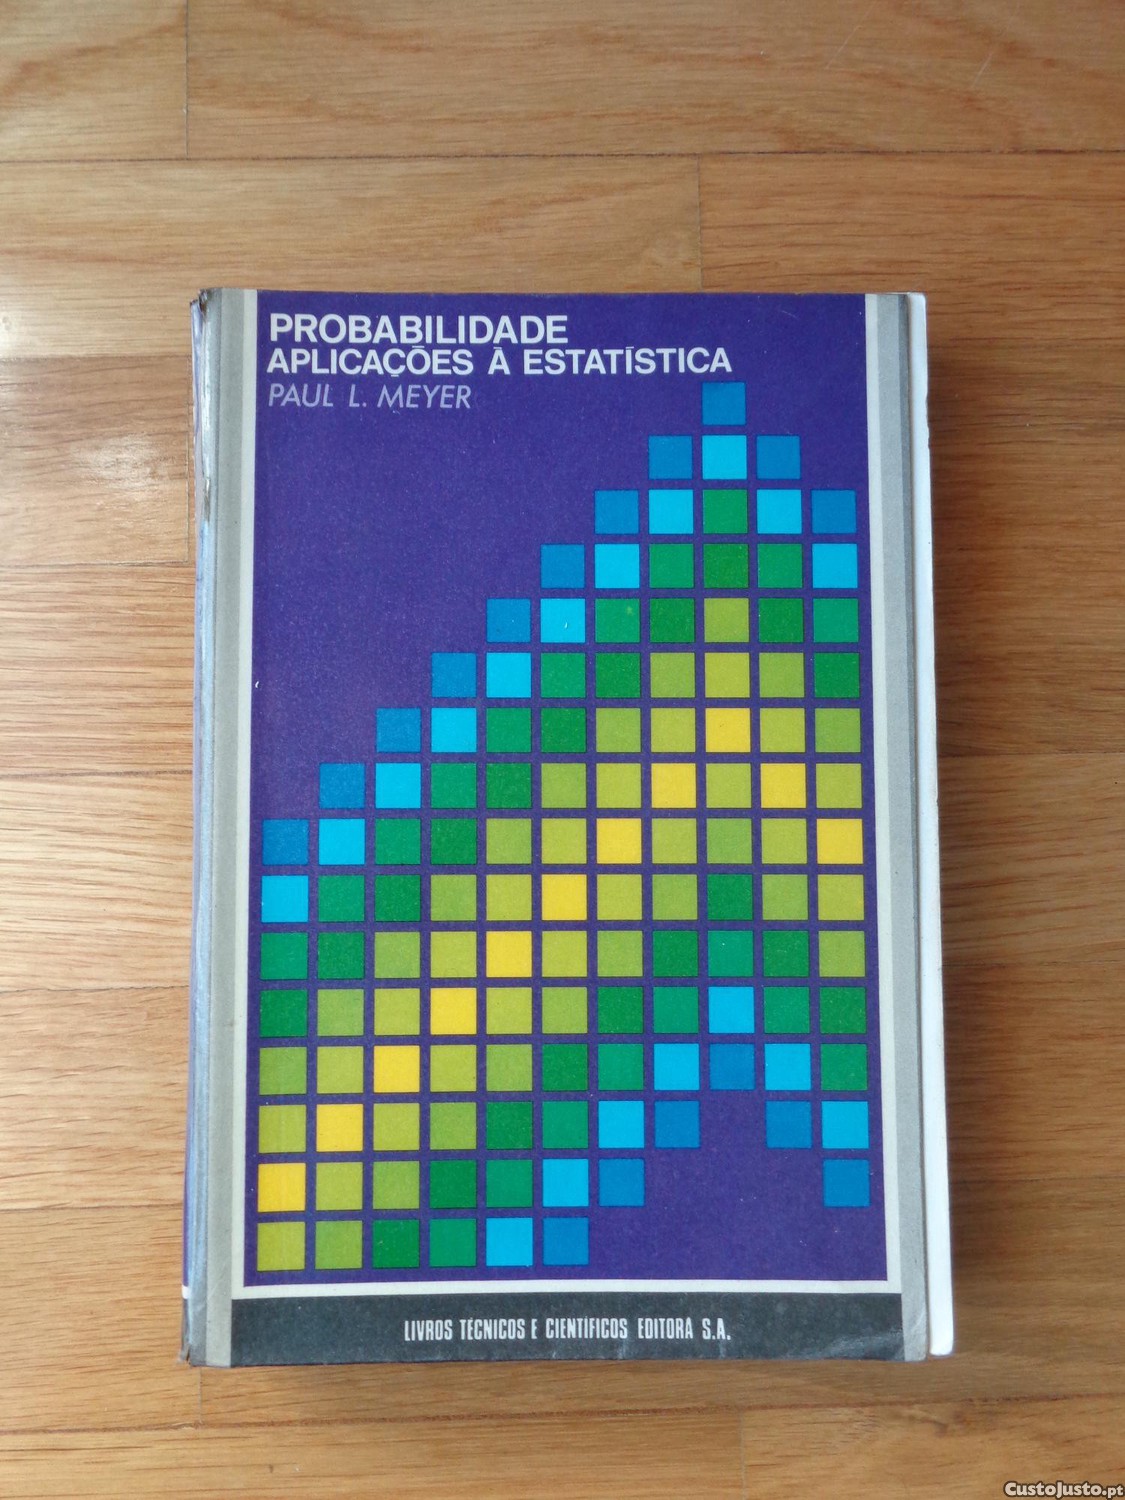 PROBABILIDADE
APLICAÇÕES À ESTATÍSTICA
PAUL L. MEYER
LIVROS TÉCNICOS E CIENTÍFICOS EDITORA S.A.
CustoJusto.pt